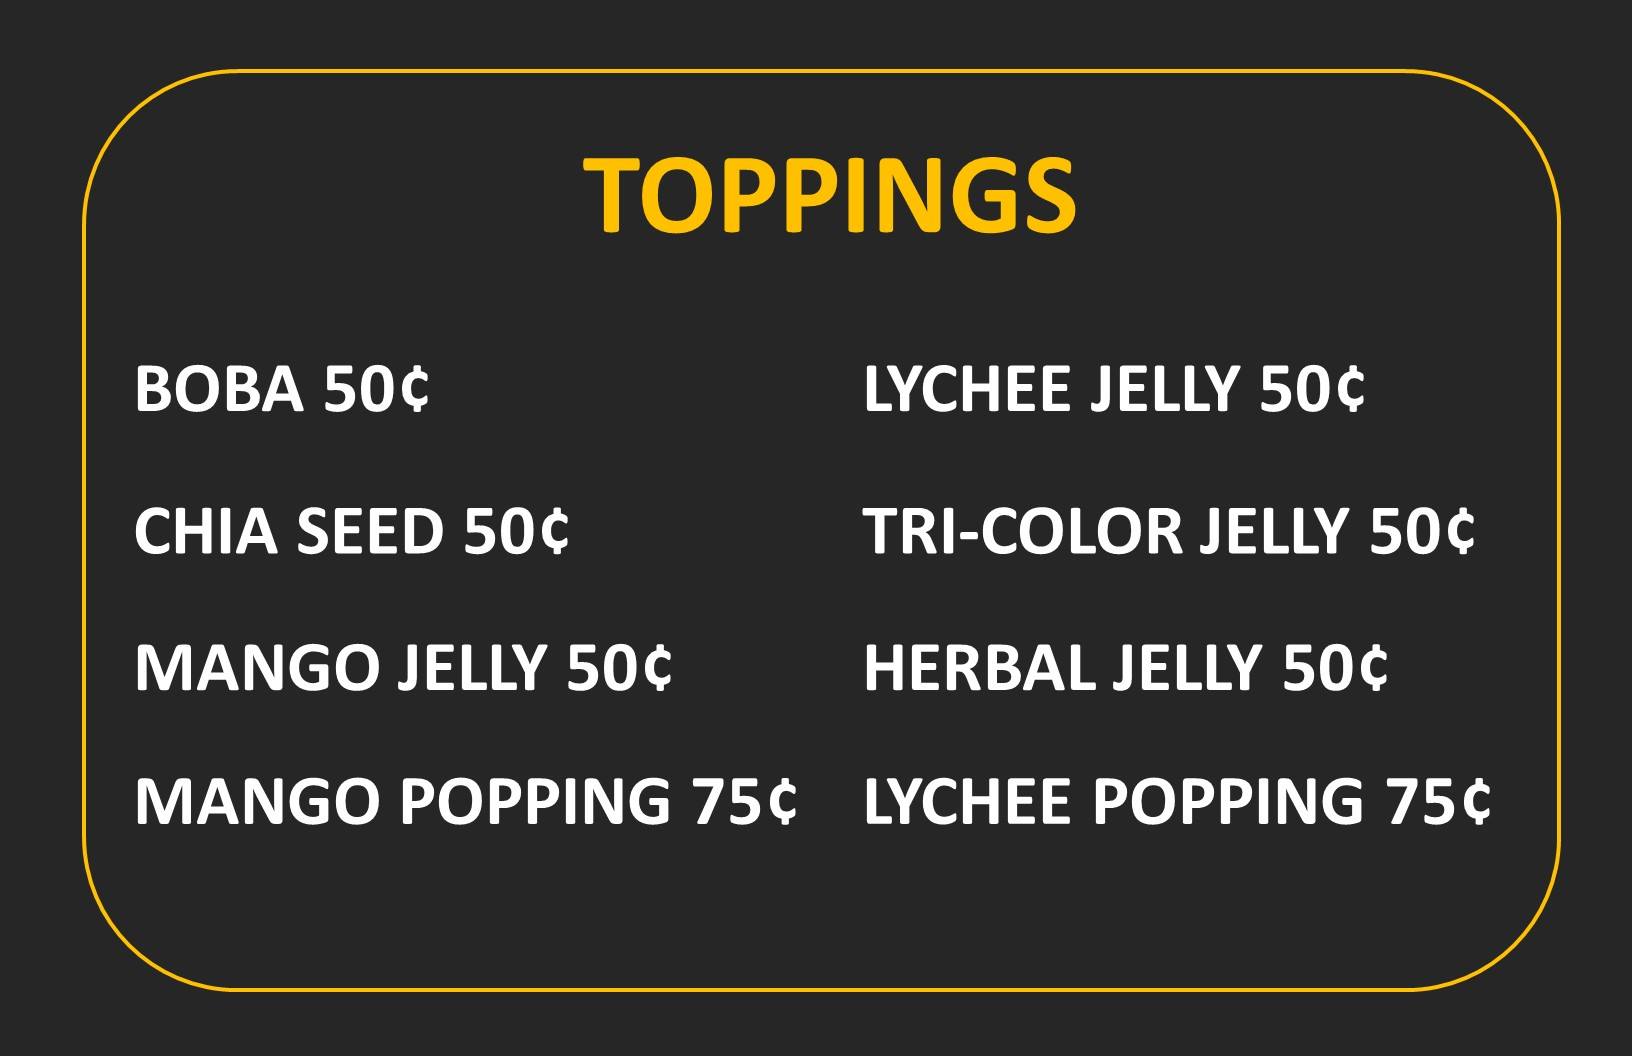 TOPPINGS
BOBA 50¢
CHIA SEED 50¢
MANGO JELLY 50¢
MANGO POPPING 75¢
LYCHEE JELLY 50¢
TRI-COLOR JELLY 50¢
HERBAL JELLY 50¢
LYCHEE POPPING 75¢